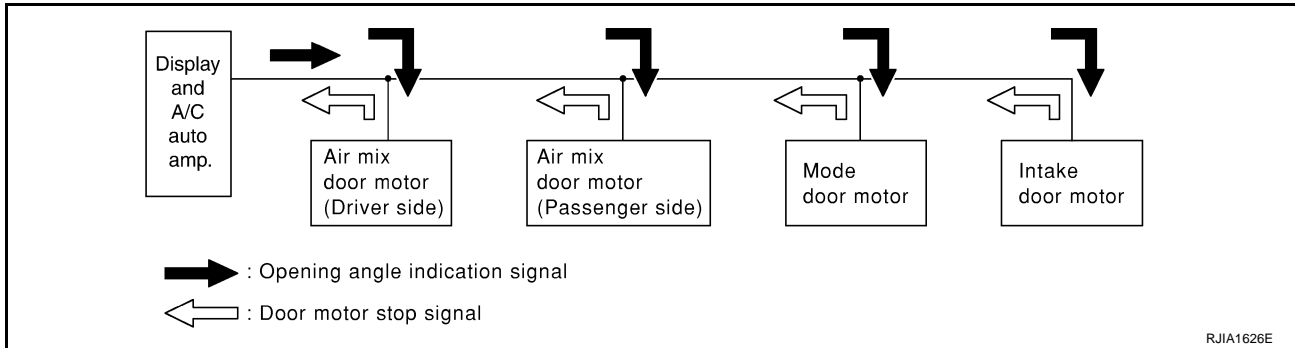 Display
and
A/C
auto
amp.
Air mix
door motor
(Driver side)
Air mix
door motor
(Passenger side)
Mode
door motor
Intake
door motor
: Opening angle indication signal
: Door motor stop signal
RJIA1626E